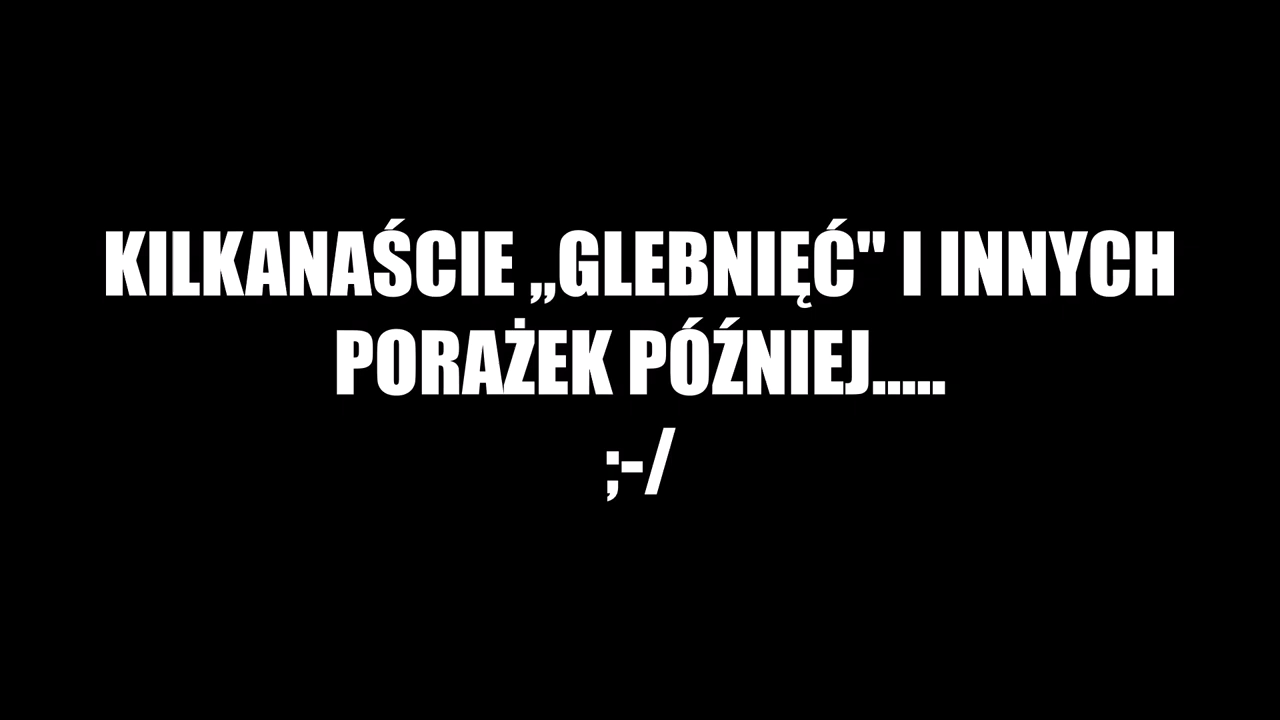 KILKANAŚCIE „GLEBNIĘĆ" I INNYCH
PORAŻEK PÓŹNIEJ.....
;-/